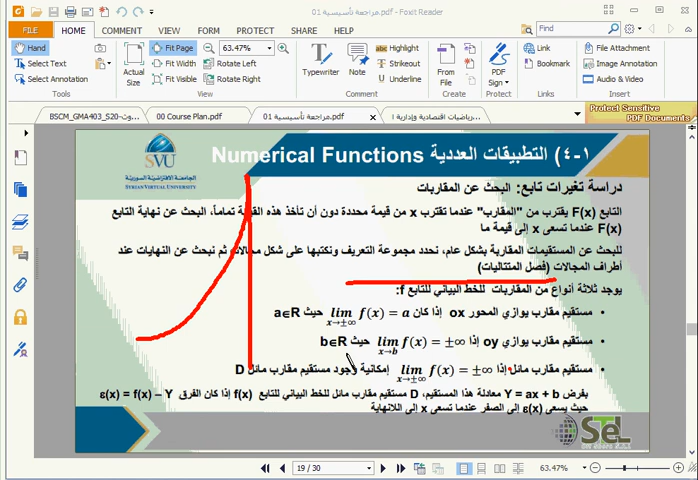 مراجعة تأسيسية 01.pdf - Foxit Reader
FILE HOME COMMENT VIEW FORM PROTECT SHARE HELP
Find
Hand
Select Text
Select Annotation
Tools
Actual Size
Fit Page
Fit Width
Fit Visible
63.47%
Rotate Left
Rotate Right
View
Typewriter
Note
Highlight
Strikeout
Underline
Comment
From File
Create
PDF Sign
Protect
Link
Bookmark
Links
File Attachment
Image Annotation
Audio & Video
Insert
BSCM_GMA403_S20-...وث
00 Course Plan.pdf
مراجعة تأسيسية 01.pdf
رياضيات اقتصادية وإدارية ا...
Protect Sensitive PDF Documents
SVU
الجامعة الافتراضية السورية
SYRIAN VIRTUAL UNIVERSITY
١-٤) التطبيقات العددية Numerical Functions
دراسة تغيرات تابع: البحث عن المقاربات
التابع F(x) يقترب من "المقارب" عندما تقترب x من قيمة محددة دون أن تأخذ هذه القيمة تماماً، البحث عن نهاية التابع
F(x) عندما تسعى x إلى قيمة ما
للبحث عن المستقيمات المقاربة بشكل عام، نحدد مجموعة التعريف ونكتبها على شكل مجالات ثم نبحث عن النهايات عند
أطراف المجالات (فصل المتتاليات)
يوجد ثلاثة أنواع من المقاربات للخط البياني للتابع f:
• مستقيم مقارب يوازي المحور ox إذا كان lim f(x) = a x→±∞ حيث a∈R
• مستقيم مقارب يوازي oy إذا lim f(x) = ±∞ x→b حيث b∈R
• مستقيم مقارب مائل إذا lim f(x) = ±∞ x→±∞ إمكانية وجود مستقيم مقارب مائل D
بفرض Y = ax + b معادلة هذا المستقيم، D مستقيم مقارب مائل للخط البياني للتابع f(x) إذا كان الفرق ε(x) = f(x) – Y
حيث يسعى ε(x) إلى الصفر عندما تسعى x إلى اللانهاية
SteL
19 / 30
63.47%